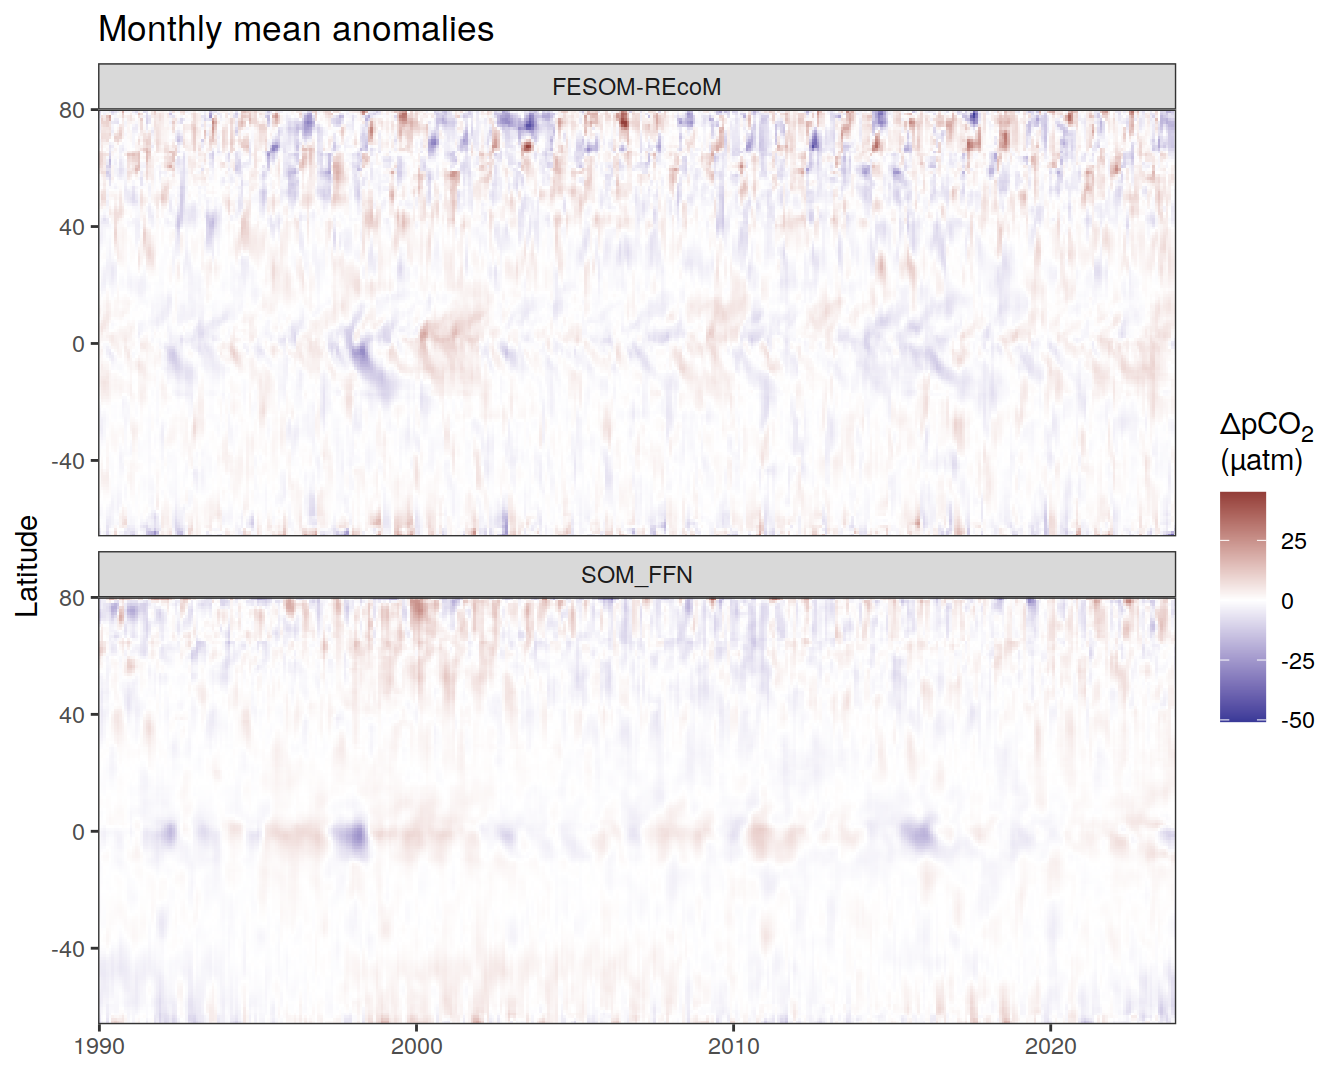 Monthly mean anomalies
FESOM-REcoM
80
40
0
-40
SOM_FFN
80
40
0
-40
Latitude
1990 2000 2010 2020
ΔpCO₂
(µatm)
25
0
-25
-50